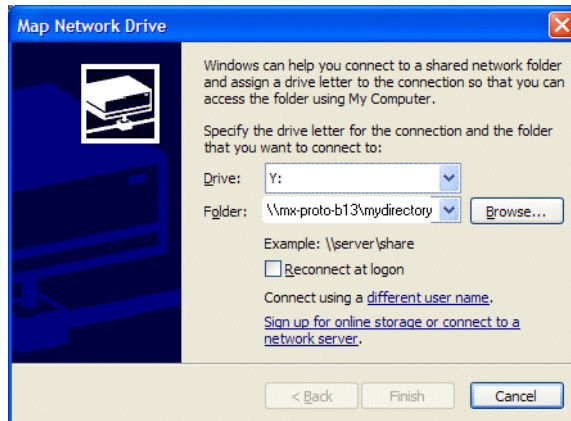 Map Network Drive
Windows can help you connect to a shared network folder
and assign a drive letter to the connection so that you can
access the folder using My Computer.
Specify the drive letter for the connection and the folder
that you want to connect to:
Drive: Y:
Folder: \\mx-proto-b13\mydirectory Browse...
Example: \\server\share
Reconnect at logon
Connect using a different user name.
Sign up for online storage or connect to a
network server.
< Back Finish Cancel